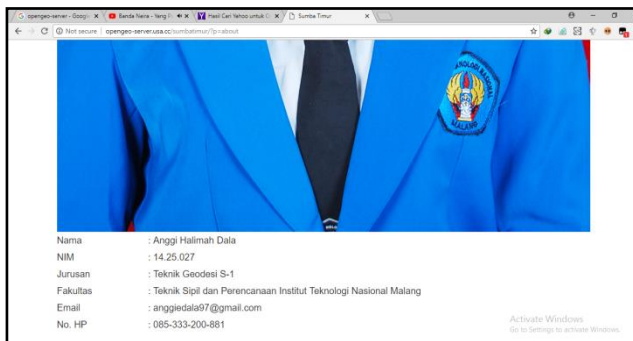 opengeo-server - Googl
Banda Neira - Yang P
Hasil Cari Yahoo untuk
Sumba Timur
Not secure | opengeo-server.usa.cc/sumbatimur/?p=about
NOLOGI NASIONAL
MALANG
Nama : Anggi Halimah Dala
NIM : 14.25.027
Jurusan : Teknik Geodesi S-1
Fakultas : Teknik Sipil dan Perencanaan Institut Teknologi Nasional Malang
Email : anggiedala97@gmail.com
No. HP : 085-333-200-881
Activate Windows
Go to Settings to activate Windows.